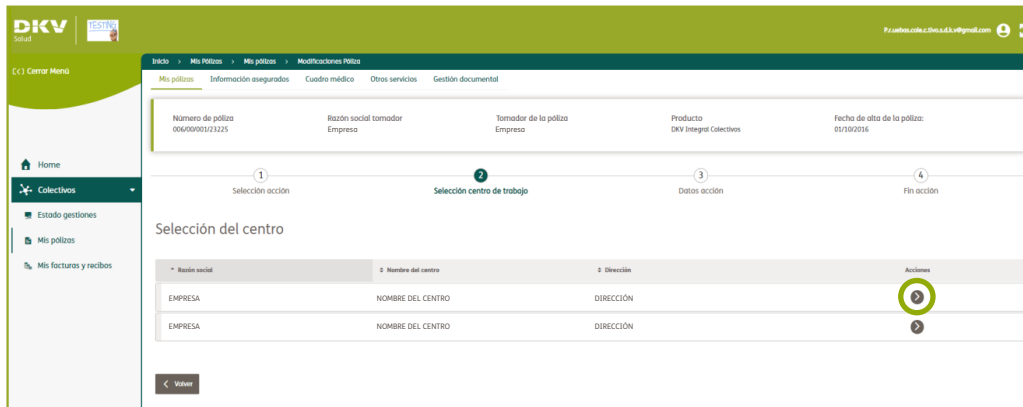 DKV
Salud
TESTING
P.r.uebas.cole.c.tivo.s.d.k.v@gmail.com
Cerrar Menú
Inicio > Mis Pólizas > Mis pólizas > Modificaciones Póliza
Mis pólizas Información asegurados Cuadro médico Otros servicios Gestión documental
Número de póliza Razón social tomador Tomador de la póliza Producto Fecha de alta de la póliza:
006/00/001/23225 Empresa Empresa DKV Integral Colectivos 01/10/2016
Home
Colectivos
Estado gestiones
Mis pólizas
Mis facturas y recibos
1 2 3 4
Selección acción Selección centro de trabajo Datos acción Fin acción
Selección del centro
Razón social Nombre del centro Dirección Acciones
EMPRESA NOMBRE DEL CENTRO DIRECCIÓN
EMPRESA NOMBRE DEL CENTRO DIRECCIÓN
Volver